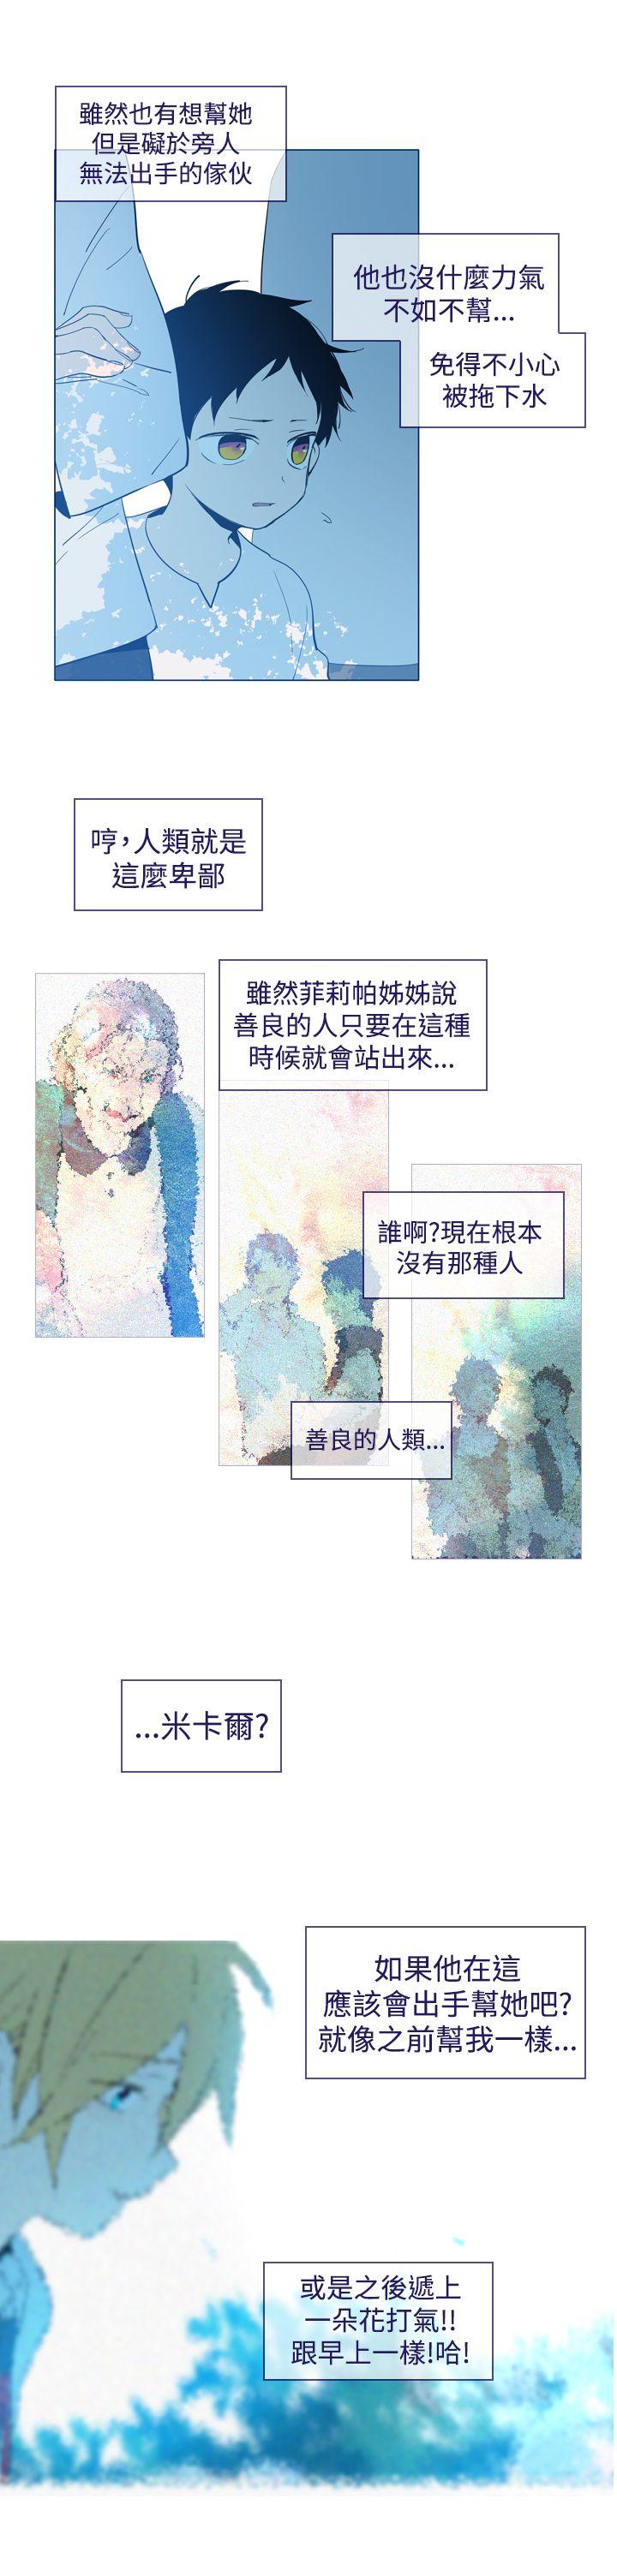 雖然也有想幫她
但是礙於旁人
無法出手的傢伙
他也沒什麼力氣
不如不幫...
免得不小心
被拖下水
哼，人類就是
這麼卑鄙
雖然菲莉帕姊姊說
善良的人只要在這種
時候就會站出來...
誰啊?現在根本
沒有那種人
善良的人類...
...米卡爾?
如果他在這
應該會出手幫她吧?
就像之前幫我一樣...
或是之後遞上
一朵花打氣!!
跟早上一樣!哈!